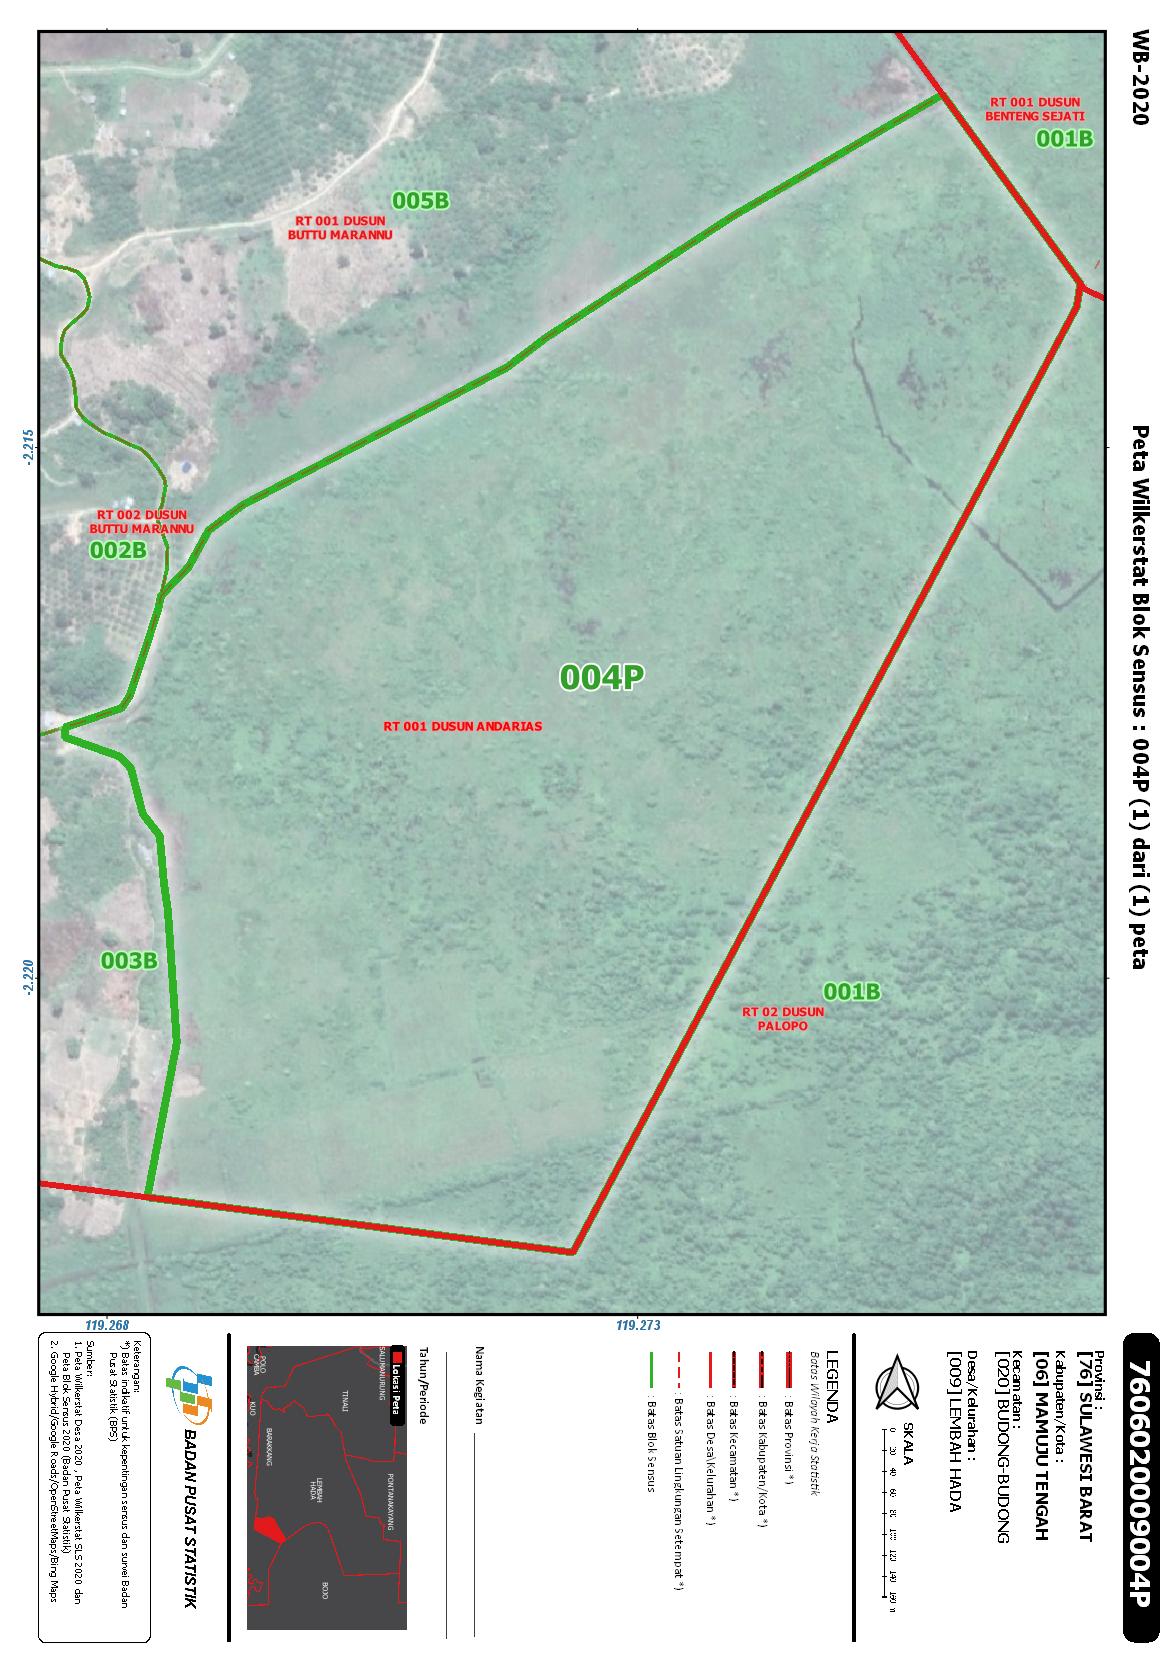 WB-2020
Peta Wilkerstat Blok Sensus : 004P (1) dari (1) peta
7606020009004P
RT 001 DUSUN
BENTENG SEJATI
001B
005B
RT 001 DUSUN
BUTTU MARANNU
RT 002 DUSUN
BUTTU MARANNU
002B
004P
RT 001 DUSUN ANDARIAS
003B
001B
RT 02 DUSUN
PALOPO
-2.215
-2.220
119.268
119.273
Provinsi :
[76] SULAWESI BARAT
Kabupaten/Kota :
[06] MAMUJU TENGAH
Kecamatan :
[020] BUDONG-BUDONG
Desa/Kelurahan :
[009] LEMBAH HADA
SKALA
0 20 40 60 80 100 120 140 160 m
LEGENDA
Batas Wilayah Kerja Statistik
: Batas Provinsi *)
: Batas Kabupaten/Kota *)
: Batas Kecamatan *)
: Batas Desa\Kelurahan *)
: Batas Satuan Lingkungan Setempat *)
: Batas Blok Sensus
Nama Kegiatan
Tahun/Periode
Lokasi Peta
SALUMANURUNG
TINALI
PONTANAKAYANG
LEMBAH
HADA
BARAKKANG
KUO
POLO
CAMBA
BOJO
BADAN PUSAT STATISTIK
Keterangan:
*) Batas indikatif untuk kepentingan sensus dan survei Badan
Pusat Statistik (BPS)
Sumber:
1. Peta Wilkerstat Desa 2020 , Peta Wilkerstat SLS 2020 dan
Peta Blok Sensus 2020 (Badan Pusat Statistik)
2. Google Hybrid/Google Roads/OpenStreetMaps/Bing Maps